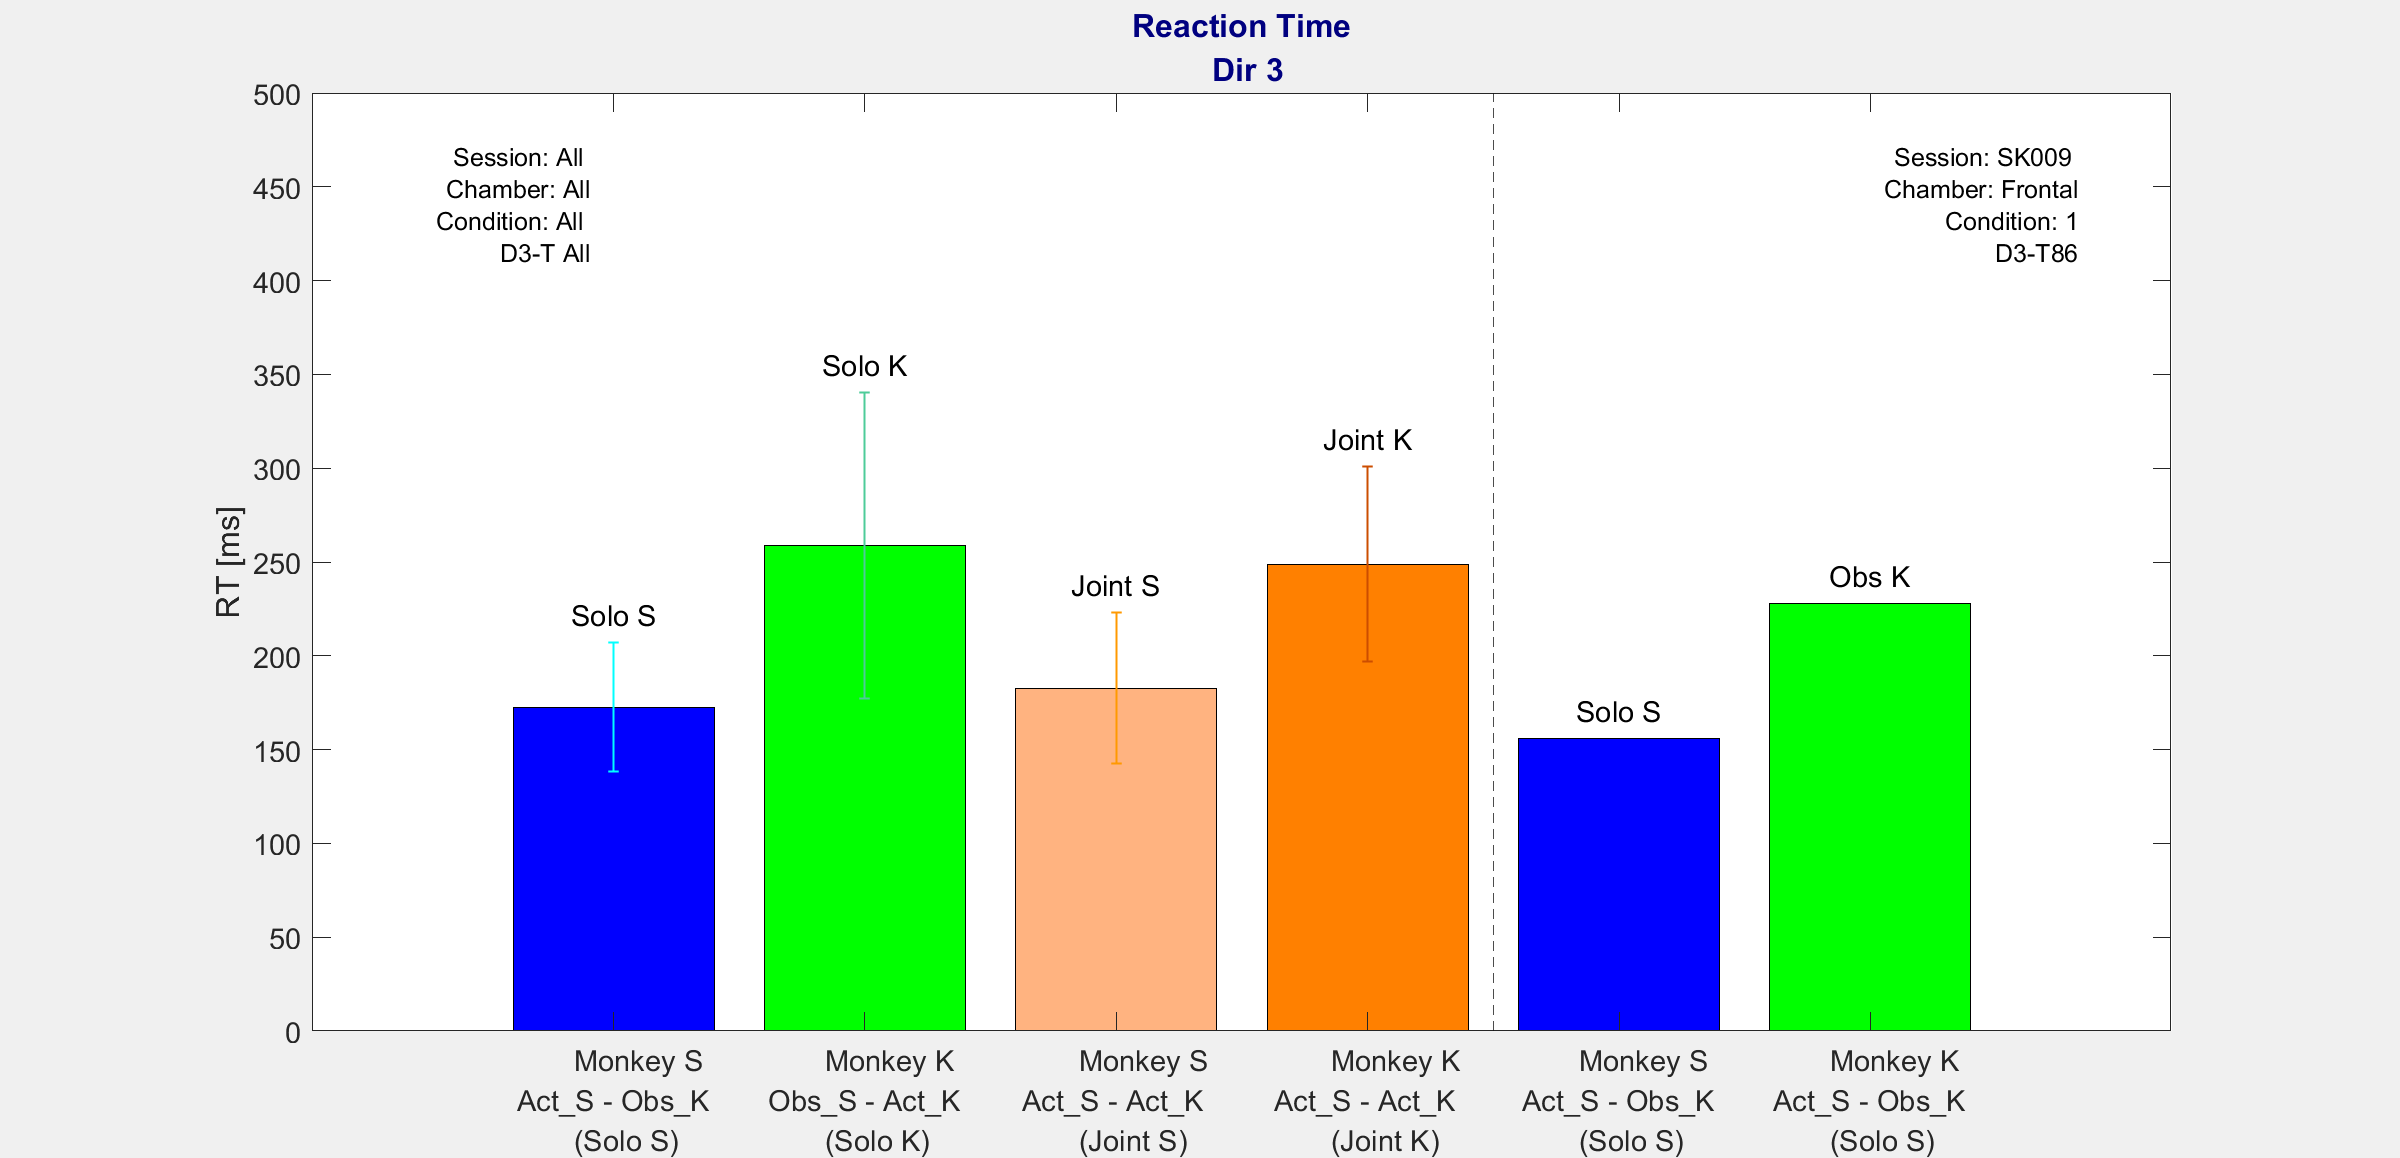 Reaction Time
Dir 3
500
450
400
350
300
250
200
150
100
50
0
RT [ms]
Session: All
Chamber: All
Condition: All
D3-T All
Session: SK009
Chamber: Frontal
Condition: 1
D3-T86
Solo S
Solo K
Joint S
Joint K
Solo S
Obs K
Monkey S
Act_S - Obs_K
(Solo S)
Monkey K
Obs_S - Act_K
(Solo K)
Monkey S
Act_S - Act_K
(Joint S)
Monkey K
Act_S - Act_K
(Joint K)
Monkey S
Act_S - Obs_K
(Solo S)
Monkey K
Act_S - Obs_K
(Solo S)